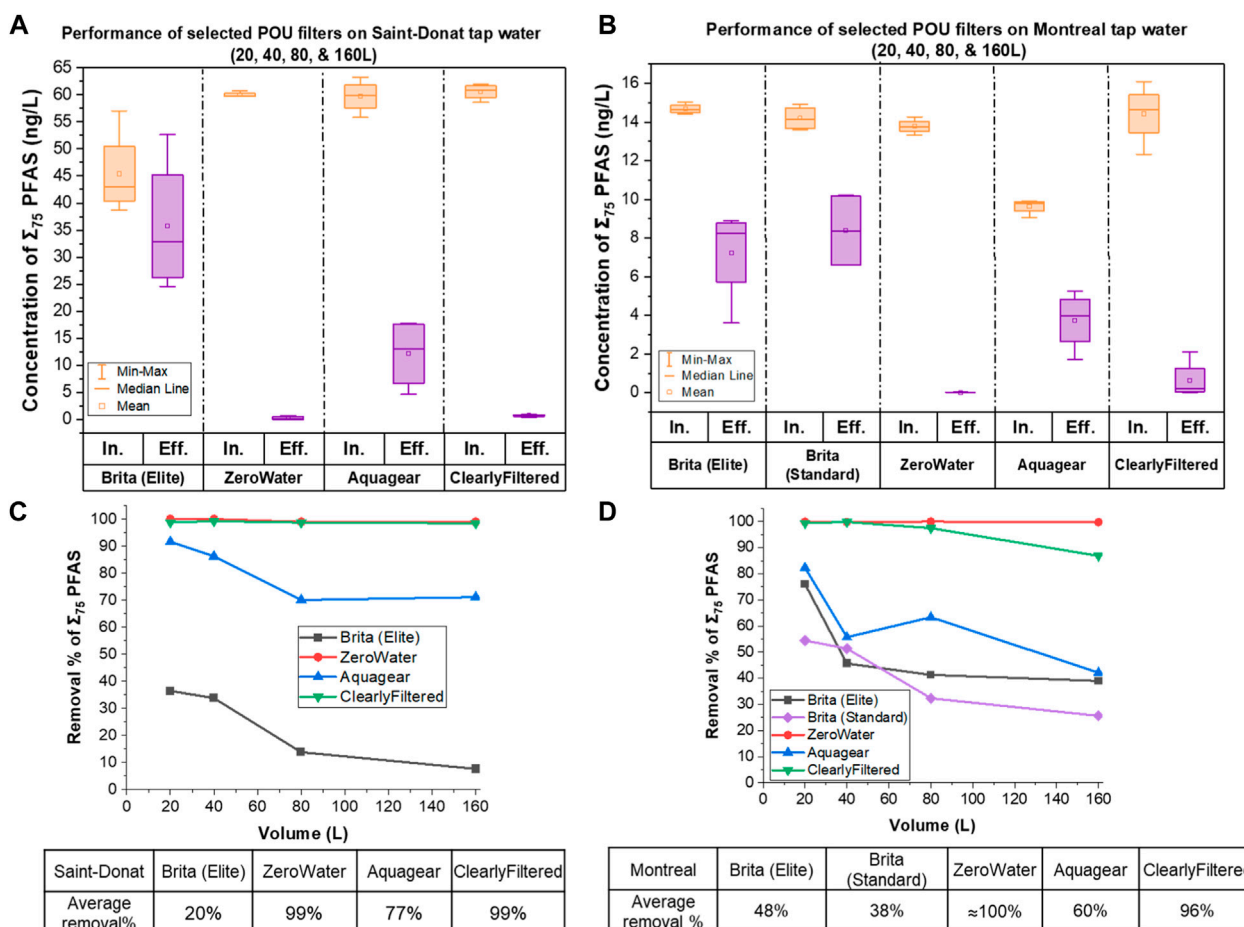 A
Performance of selected POU filters on Saint-Donat tap water
(20, 40, 80, & 160L)
Concentration of Σ75 PFAS (ng/L)
65
60
55
50
45
40
35
30
25
20
15
10
5
0
Min-Max
Median Line
Mean
In. Eff. In. Eff. In. Eff. In. Eff.
Brita (Elite) ZeroWater Aquagear ClearlyFiltered
B
Performance of selected POU filters on Montreal tap water
(20, 40, 80, & 160L)
Concentration of Σ75 PFAS (ng/L)
16
14
12
10
8
6
4
2
0
Min-Max
Median Line
Mean
In. Eff. In. Eff. In. Eff. In. Eff. In. Eff.
Brita (Elite) Brita (Standard) ZeroWater Aquagear ClearlyFiltered
C
Removal % of Σ75 PFAS
100
90
80
70
60
50
40
30
20
10
0
Brita (Elite)
ZeroWater
Aquagear
ClearlyFiltered
0 20 40 60 80 100 120 140 160
Volume (L)
Saint-Donat Brita (Elite) ZeroWater Aquagear ClearlyFiltered
Average removal% 20% 99% 77% 99%
D
Removal % of Σ75 PFAS
100
90
80
70
60
50
40
30
20
10
0
Brita (Elite)
Brita (Standard)
ZeroWater
Aquagear
ClearlyFiltered
0 20 40 60 80 100 120 140 160
Volume (L)
Montreal Brita (Elite) Brita (Standard) ZeroWater Aquagear ClearlyFiltered
Average removal % 48% 38% ≈100% 60% 96%